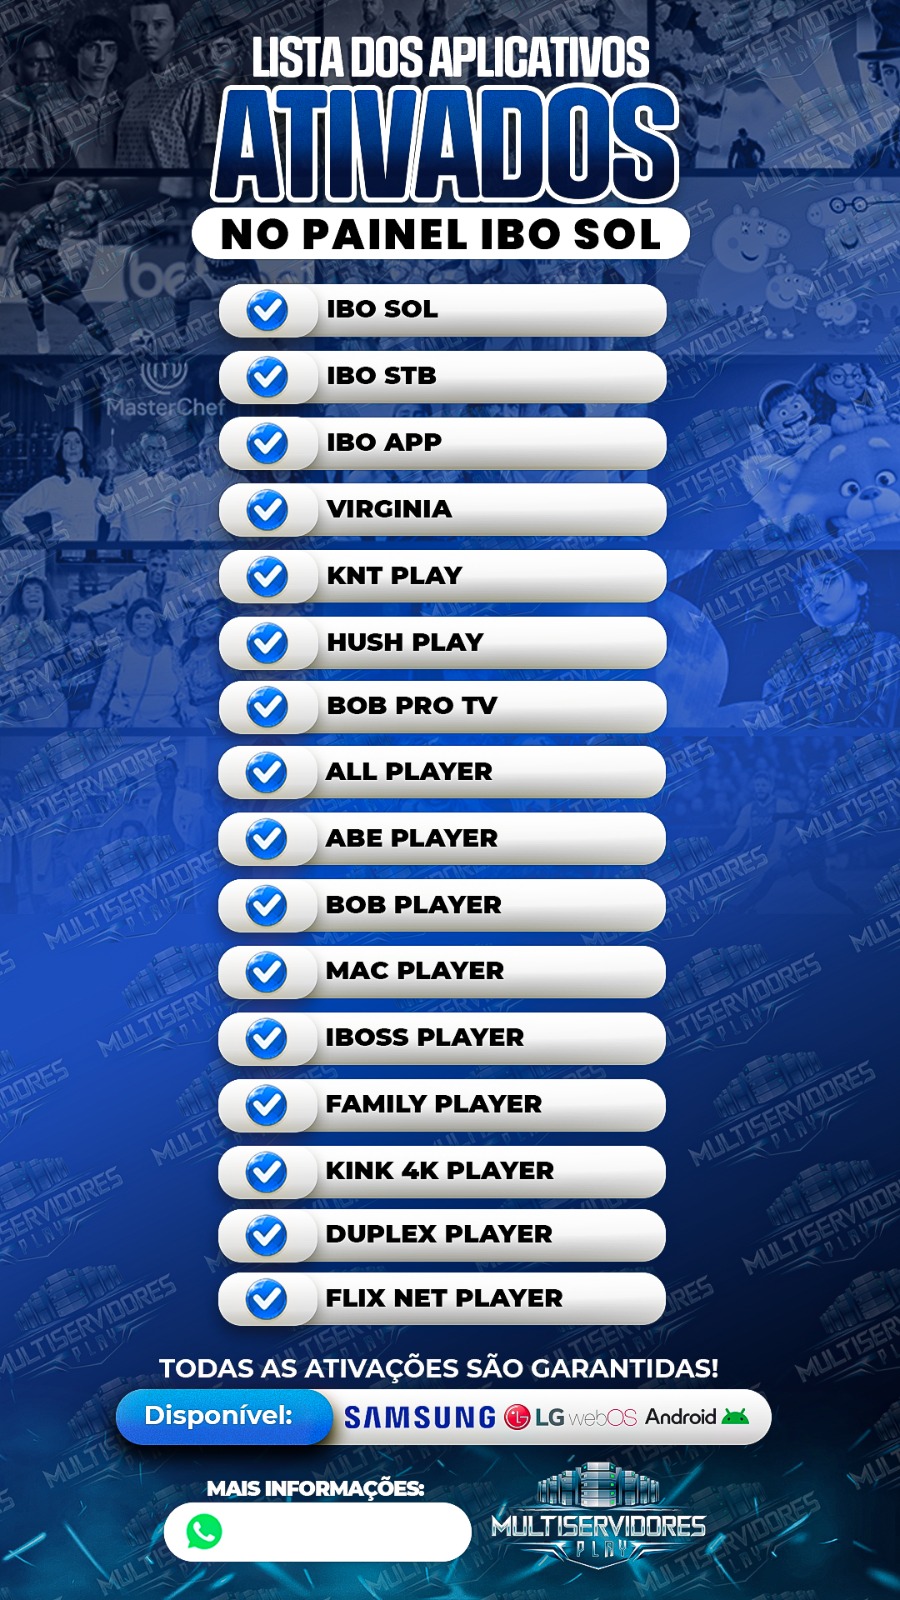 LISTA DOS APLICATIVOS
ATIVADOS
NO PAINEL IBO SOL
MasterChef
IBO SOL
IBO STB
IBO APP
VIRGINIA
KNT PLAY
HUSH PLAY
BOB PRO TV
ALL PLAYER
ABE PLAYER
BOB PLAYER
MAC PLAYER
IBOSS PLAYER
FAMILY PLAYER
KINK 4K PLAYER
DUPLEX PLAYER
FLIX NET PLAYER
TODAS AS ATIVAÇÕES SÃO GARANTIDAS!
Disponível: SAMSUNG LG webOS Android
MAIS INFORMAÇÕES:
MULTISERVIDORES
PLAY